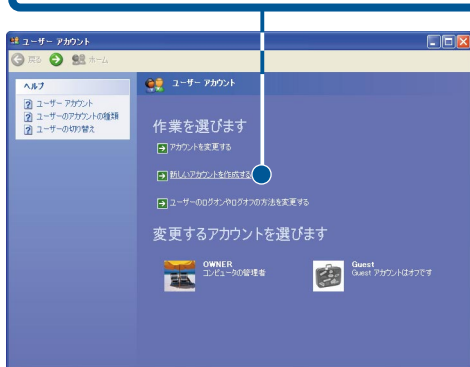 ユーザー アカウント
戻る
ホーム
ヘルプ
ユーザー アカウント
ユーザーのアカウントの種類
ユーザーの切り替え
ユーザー アカウント
作業を選びます
アカウントを変更する
新しいアカウントを作成する
ユーザーのログオンやログオフの方法を変更する
変更するアカウントを選びます
OWNER
コンピュータの管理者
Guest
Guest アカウントはオフです